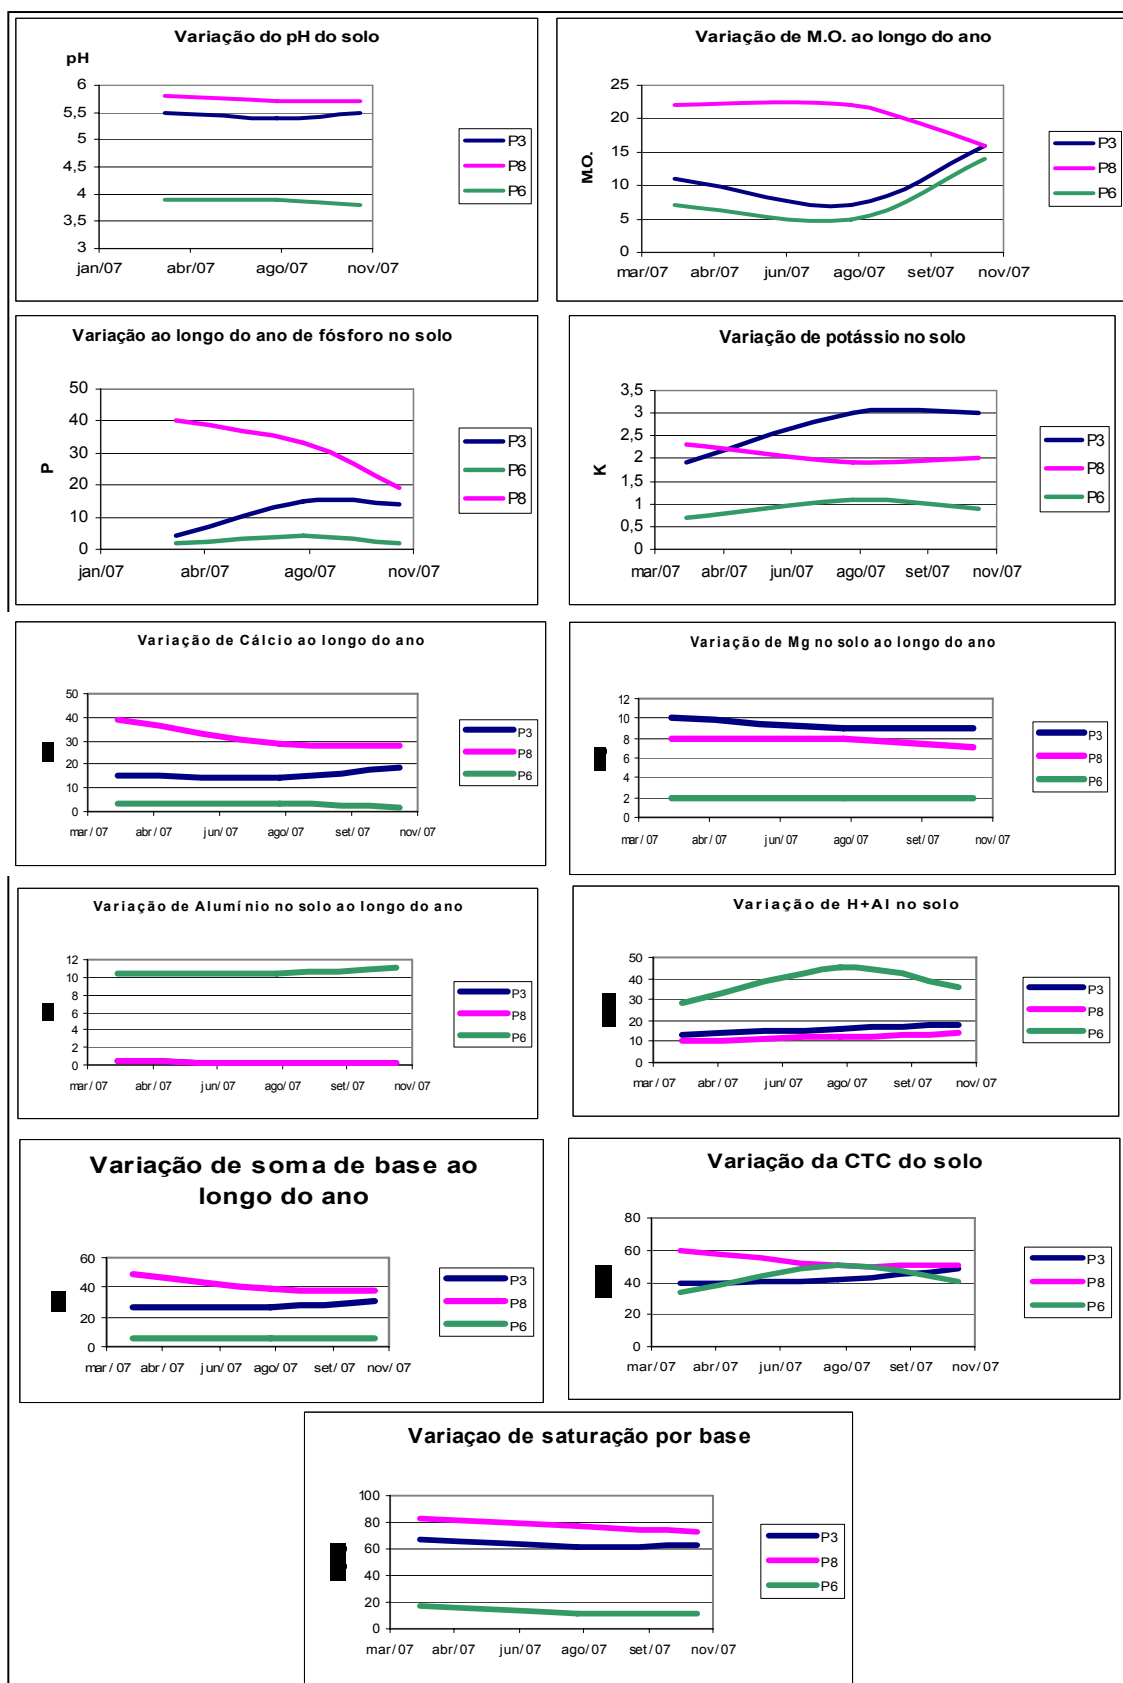 Variação do pH do solo
pH
6
5,5
5
4,5
4
3,5
3
jan/07 abr/07 ago/07 nov/07
P3
P8
P6
Variação de M.O. ao longo do ano
M.O.
25
20
15
10
5
0
mar/07 abr/07 jun/07 ago/07 set/07 nov/07
P3
P8
P6
Variação ao longo do ano de fósforo no solo
P
50
40
30
20
10
0
jan/07 abr/07 ago/07 nov/07
P3
P6
P8
Variação de potássio no solo
K
3,5
3
2,5
2
1,5
1
0,5
0
mar/07 abr/07 jun/07 ago/07 set/07 nov/07
P3
P8
P6
Variação de Cálcio ao longo do ano
50
40
30
20
10
0
mar/ 07 abr/ 07 jun/ 07 ago/ 07 set/ 07 nov/ 07
P3
P8
P6
Variação de Mg no solo ao longo do ano
12
10
8
6
4
2
0
mar/ 07 abr/ 07 jun/ 07 ago/ 07 set/ 07 nov/ 07
P3
P8
P6
Variação de Alumínio no solo ao longo do ano
12
10
8
6
4
2
0
mar/ 07 abr/ 07 jun/ 07 ago/ 07 set/ 07 nov/ 07
P3
P8
P6
Variação de H+Al no solo
50
40
30
20
10
0
mar/ 07 abr/ 07 jun/ 07 ago/ 07 set/ 07 nov/ 07
P3
P8
P6
Variação de soma de base ao
longo do ano
60
40
20
0
mar/ 07 abr/ 07 jun/ 07 ago/ 07 set/ 07 nov/ 07
P3
P8
P6
Variação da CTC do solo
80
60
40
20
0
mar/ 07 abr/ 07 jun/ 07 ago/ 07 set/ 07 nov/ 07
P3
P8
P6
Variaçao de saturação por base
100
80
60
40
20
0
mar/ 07 abr/ 07 jun/ 07 ago/ 07 set/ 07 nov/ 07
P3
P8
P6